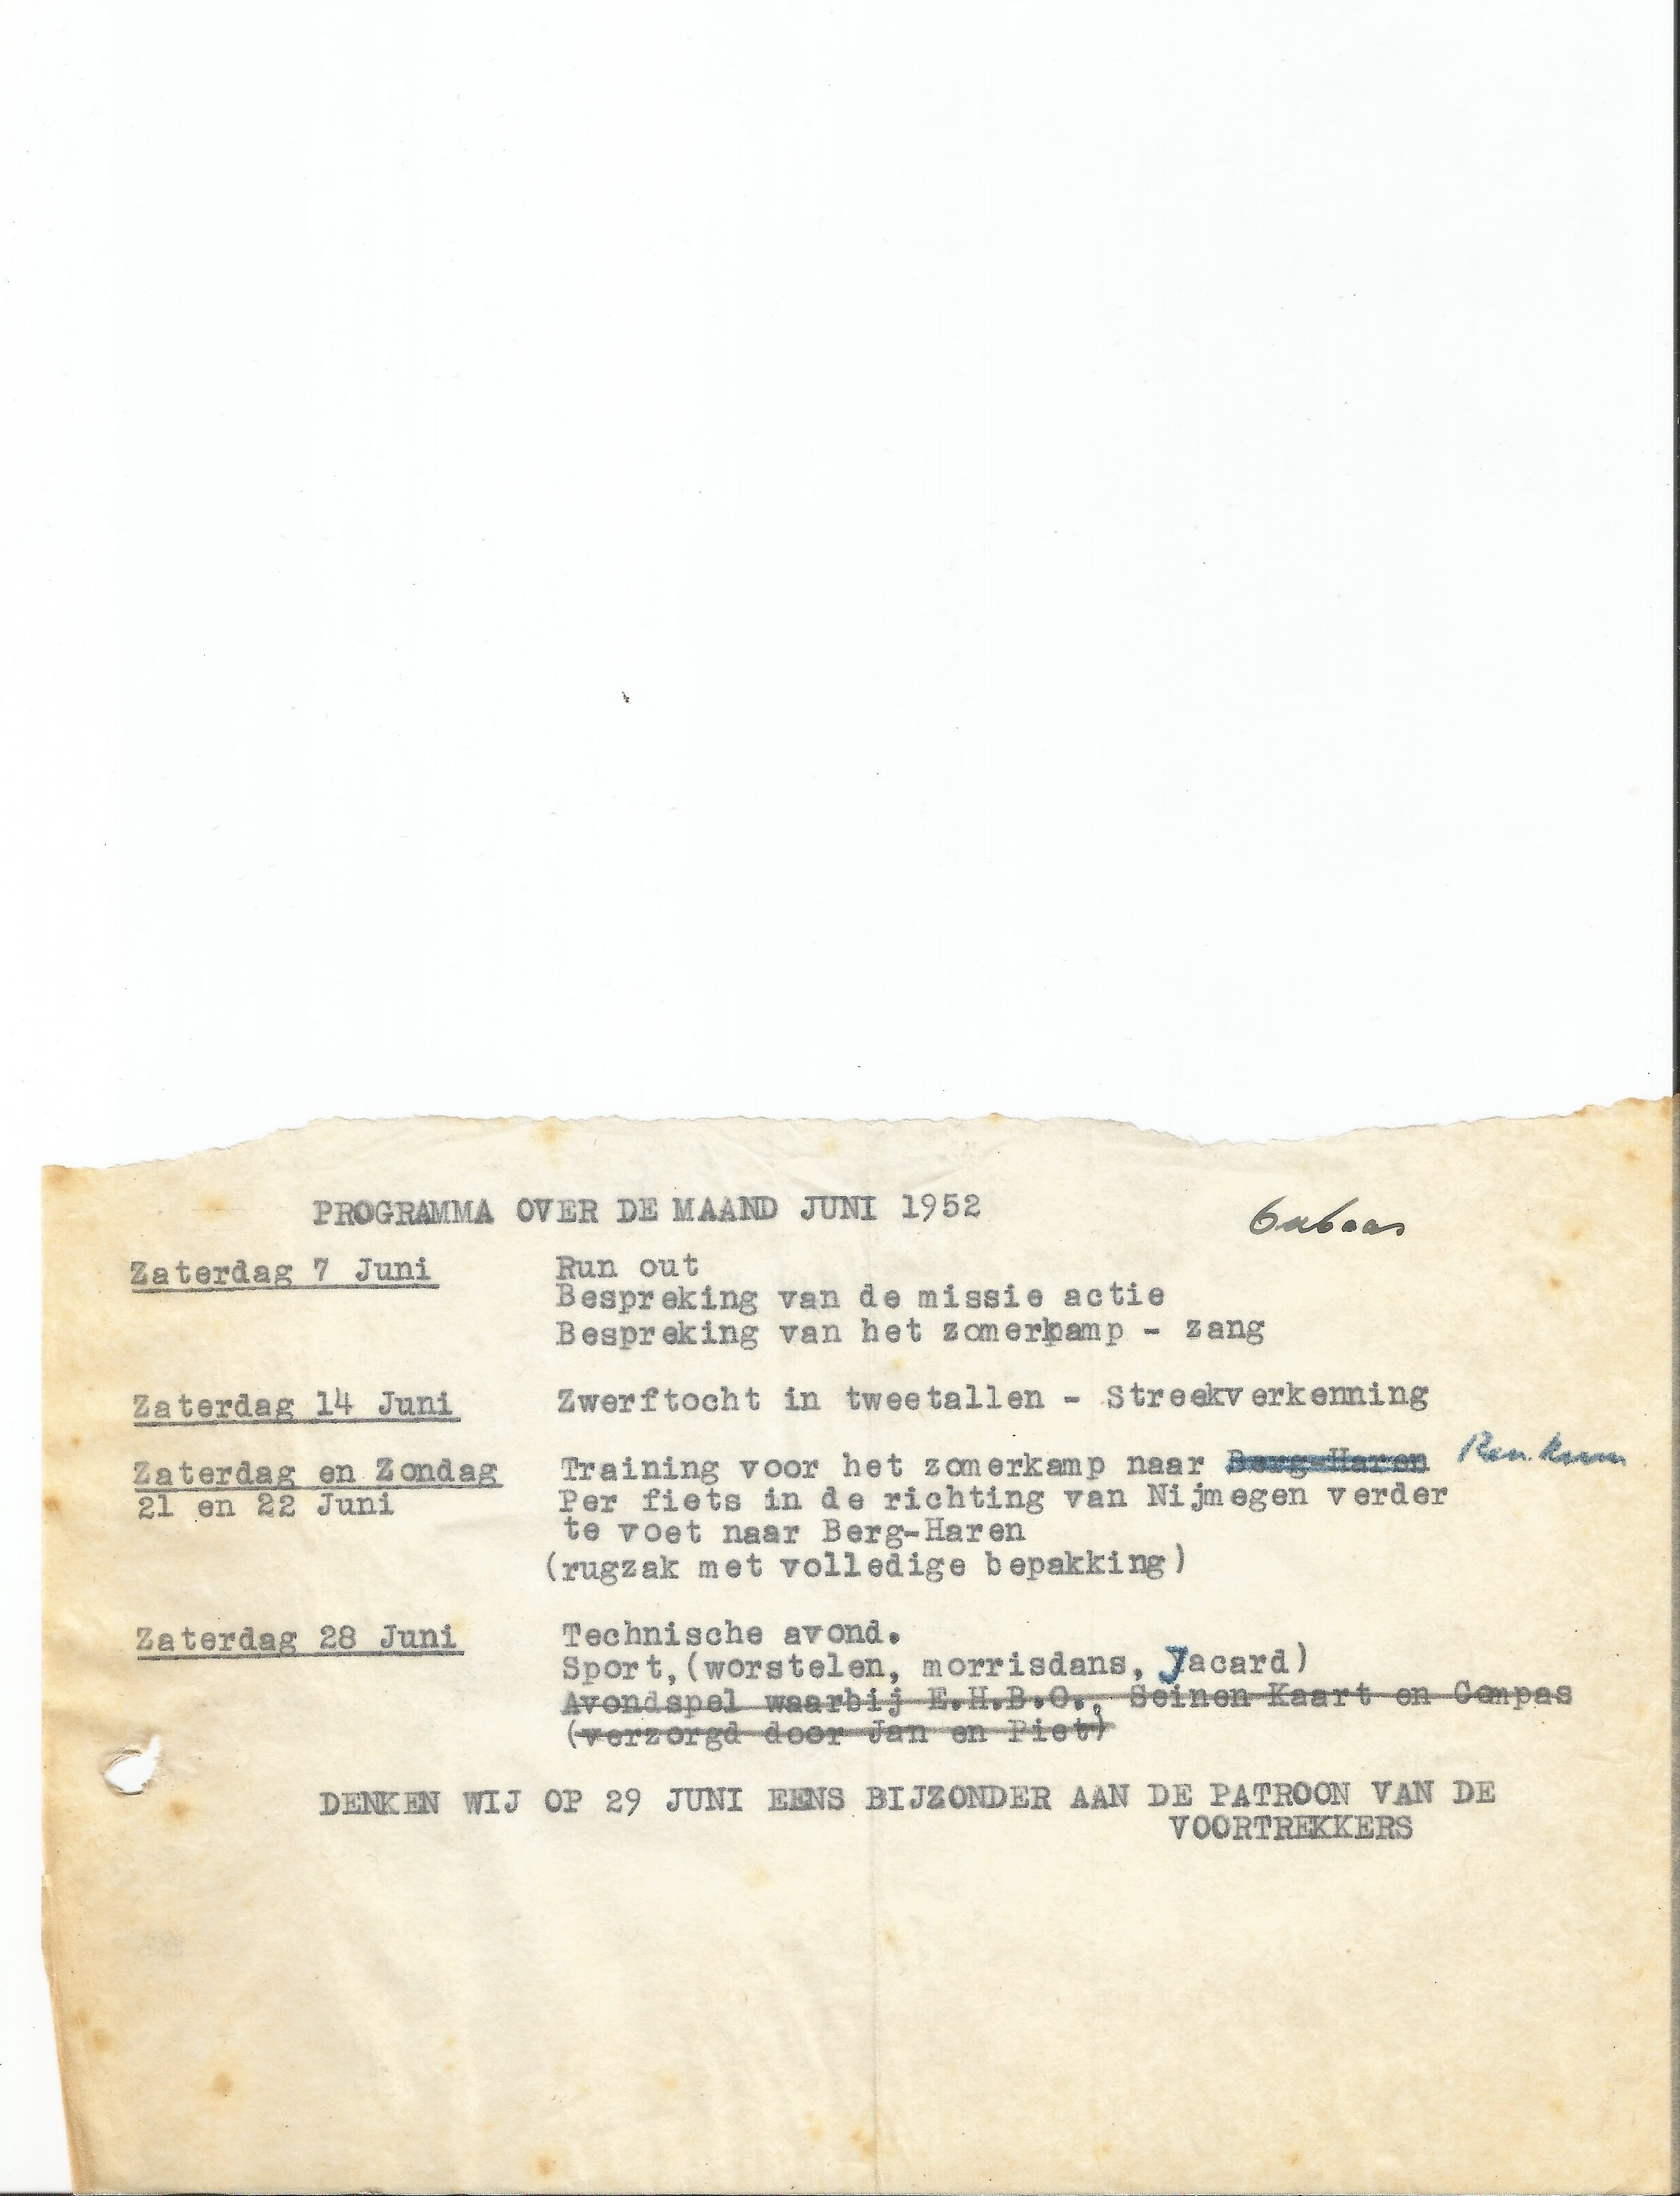 PROGRAMMA OVER DE MAAND JUNI 1952
Zaterdag 7 Juni Run out
Bespreking van de missie actie
Bespreking van het zomerkamp - zang
Zaterdag 14 Juni Zwerftocht in tweetallen - Streekverkenning
Zaterdag en Zondag Training voor het zomerkamp naar Berg-Haren Renkum
21 en 22 Juni Per fiets in de richting van Nijmegen verder
te voet naar Berg-Haren
(rugzak met volledige bepakking)
Zaterdag 28 Juni Technische avond.
Sport,(worstelen, morrisdans, Jacard)
Avondspel waarbij E.H.B.O., Seinen Kaart en Compas
(verzorgd door Jan en Piet)
DENKEN WIJ OP 29 JUNI EENS BIJZONDER AAN DE PATROON VAN DE
VOORTREKKERS